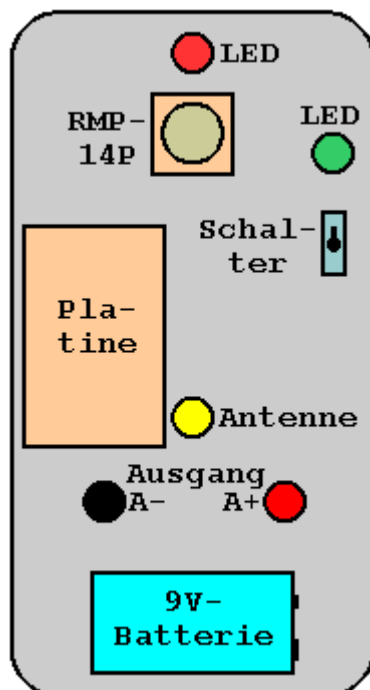 LED
RMP-
14P
LED
Schal-
ter
Pla-
tine
Antenne
Ausgang
A- A+
9V-
Batterie